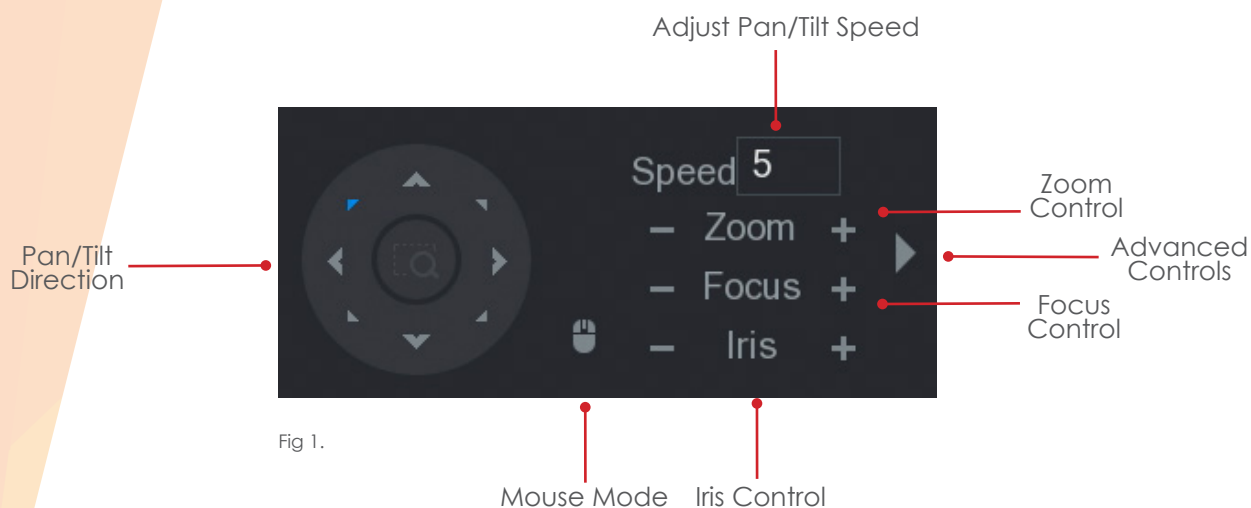 Adjust Pan/Tilt Speed
Speed 5
Zoom
Focus
Iris
Pan/Tilt
Direction
Zoom
Control
Advanced
Controls
Focus
Control
Fig 1.
Mouse Mode
Iris Control